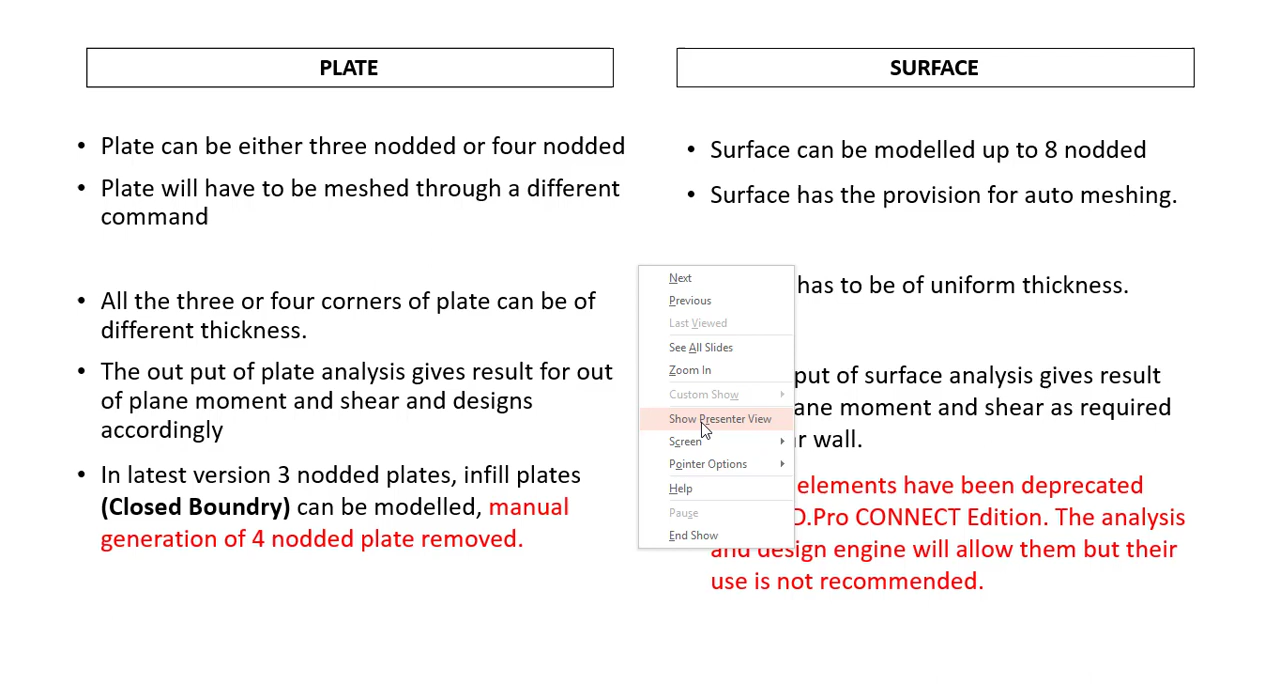 PLATE
• Plate can be either three nodded or four nodded
• Plate will have to be meshed through a different
command
• All the three or four corners of plate can be of
different thickness.
• The out put of plate analysis gives result for out
of plane moment and shear and designs
accordingly
• In latest version 3 nodded plates, infill plates
(Closed Boundry) can be modelled, manual
generation of 4 nodded plate removed.
SURFACE
• Surface can be modelled up to 8 nodded
• Surface has the provision for auto meshing.
has to be of uniform thickness.
put of surface analysis gives result
moment and shear as required
wall.
elements have been deprecated
CONNECT Edition. The analysis
and design engine will allow them but their
use is not recommended.
Next
Previous
Last Viewed
See All Slides
Zoom In
Custom Show
Show Presenter View
Screen
Pointer Options
Help
Pause
End Show